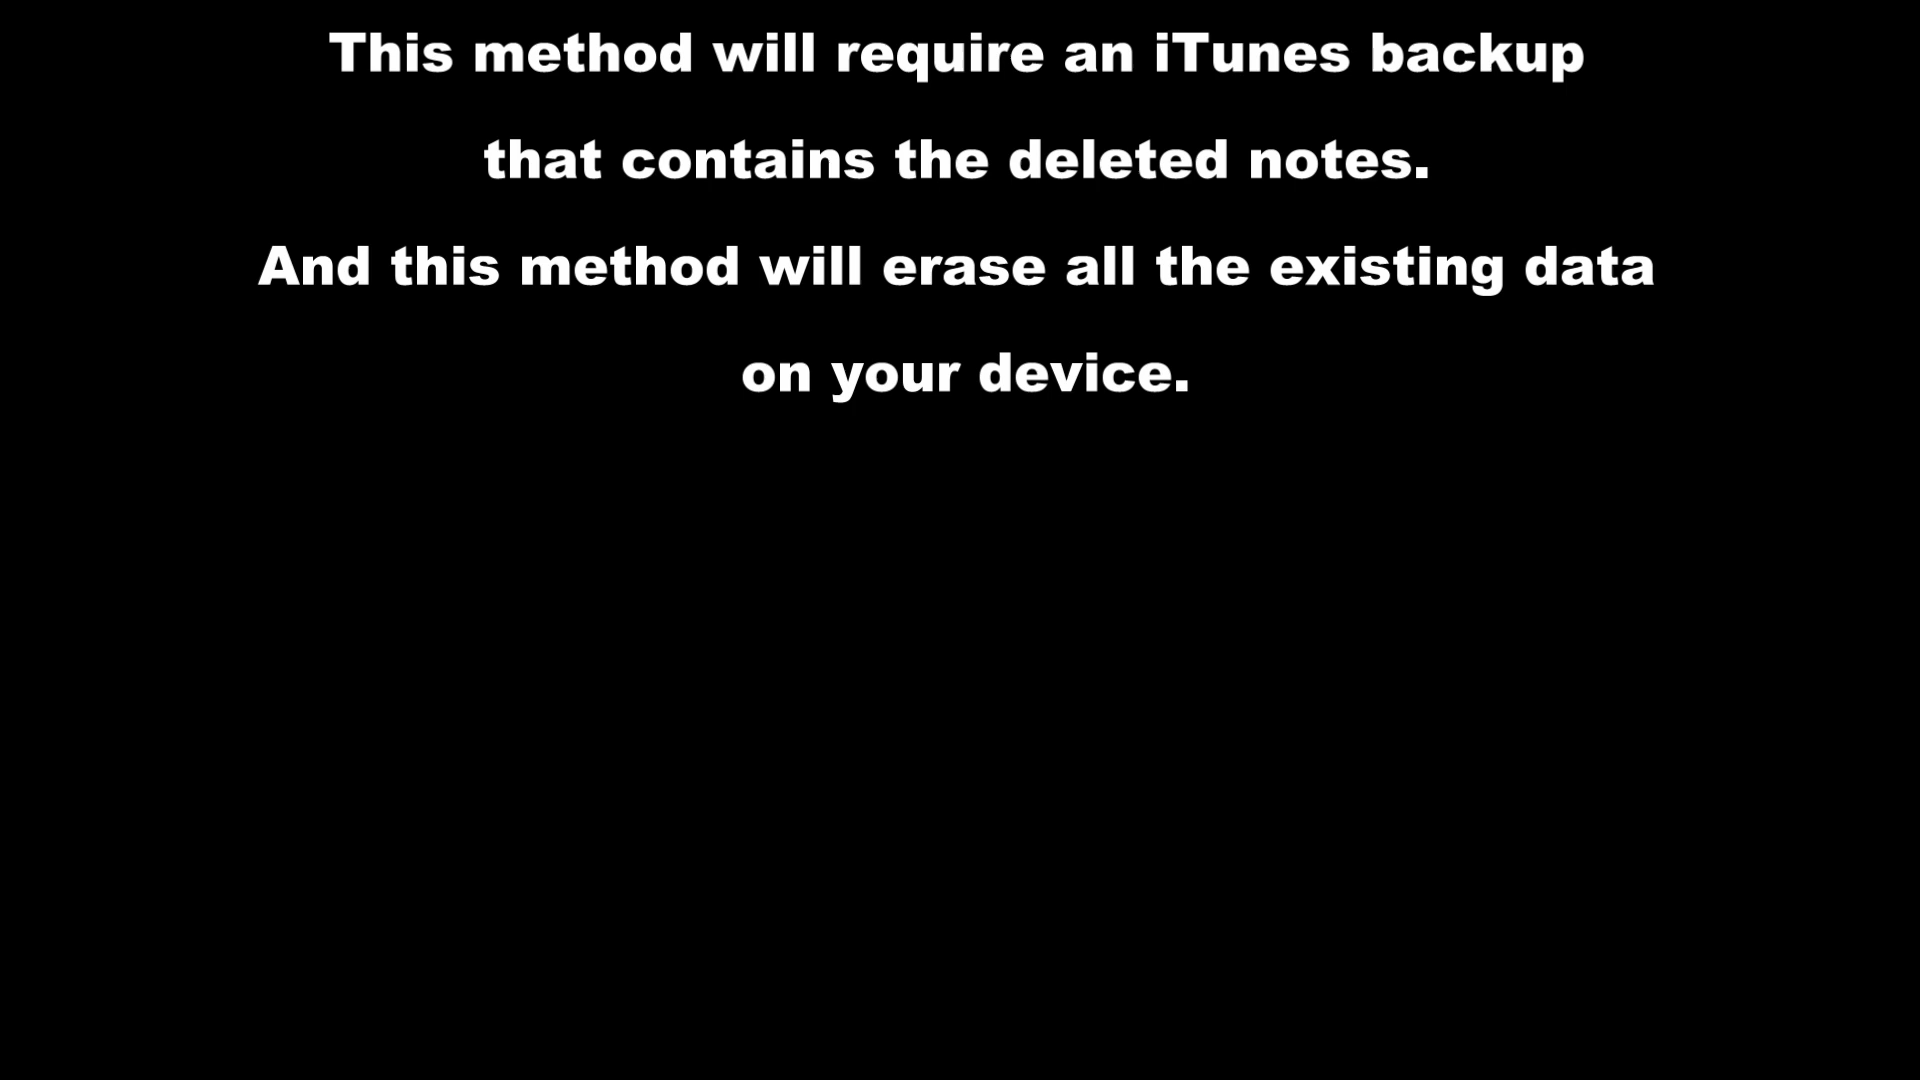 This method will require an iTunes backup
that contains the deleted notes.
And this method will erase all the existing data
on your device.